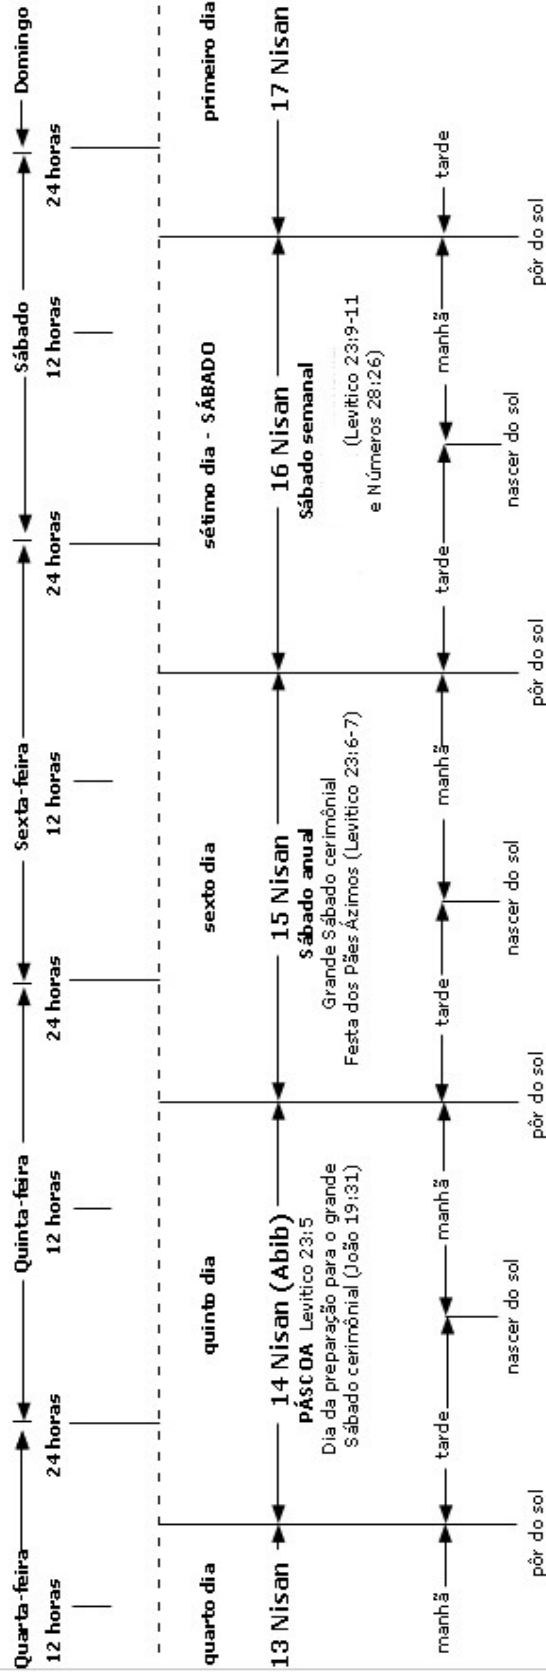 Quarta-feira Quinta-feira Sexta-feira Sábado Domingo
12 horas 24 horas 12 horas 24 horas 12 horas 24 horas 12 horas 24 horas
quarto dia quinto dia sexto dia sétimo dia - SÁBADO primeiro dia
13 Nisan 14 Nisan (Abib) 15 Nisan 16 Nisan 17 Nisan
PÁSCOA Levitico 23:5
Dia da preparação para o grande
Sábado cerimônial (João 19:31)
Sábado anual
Grande Sábado cerimônial
Festa dos Pães Ázimos (Levitico 23:6-7)
Sábado semanal
(Levitico 23:9-11
e Números 28:26)
manhã tarde manhã tarde manhã tarde manhã tarde
nascer do sol nascer do sol nascer do sol
pôr do sol pôr do sol pôr do sol pôr do sol